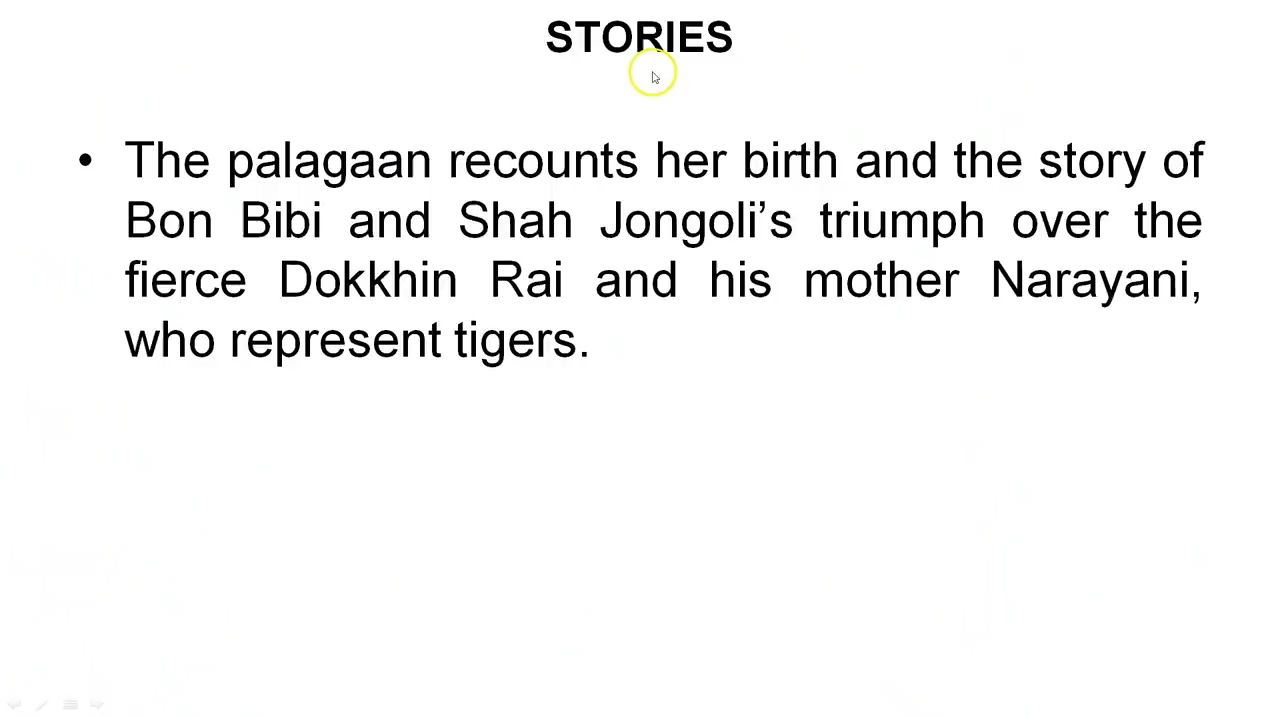 STORIES
• The palagaan recounts her birth and the story of
Bon Bibi and Shah Jongoli’s triumph over the
fierce Dokkhin Rai and his mother Narayani,
who represent tigers.